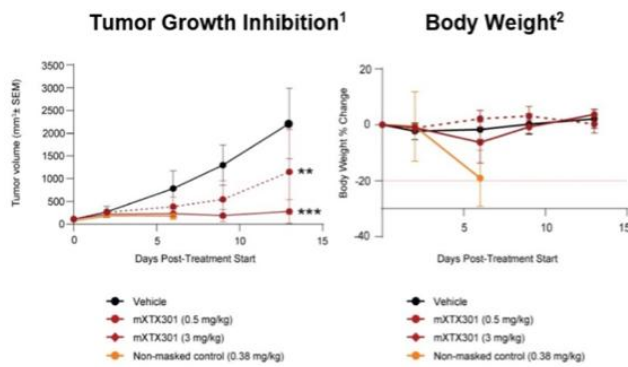 Tumor Growth Inhibition¹
Body Weight²
3500
3000
2500
2000
1500
1000
500
0
Tumor volume (mm³± SEM)
**
***
0
5
10
15
Days Post-Treatment Start
20
0
-20
-40
Body Weight % Change
5
10
15
Days Post-Treatment Start
Vehicle
mXTX301 (0.5 mg/kg)
mXTX301 (3 mg/kg)
Non-masked control (0.38 mg/kg)
Vehicle
mXTX301 (0.5 mg/kg)
mXTX301 (3 mg/kg)
Non-masked control (0.38 mg/kg)